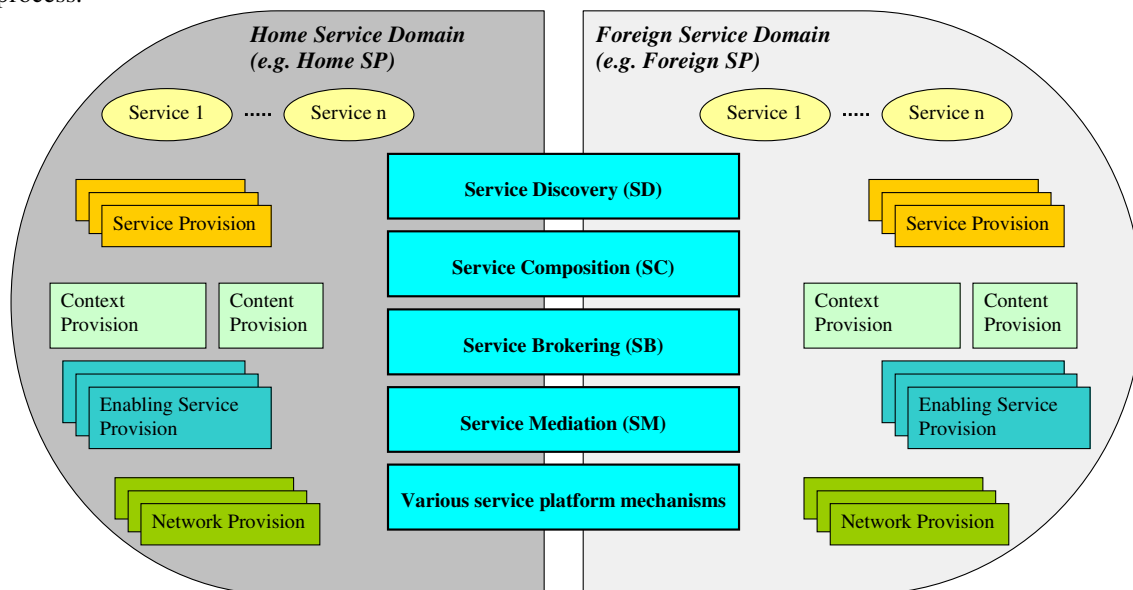 process.
Home Service Domain
(e.g. Home SP)
Foreign Service Domain
(e.g. Foreign SP)
Service 1 ..... Service n
Service 1 ..... Service n
Service Discovery (SD)
Service Provision
Service Provision
Service Composition (SC)
Context
Provision
Content
Provision
Context
Provision
Content
Provision
Service Brokering (SB)
Enabling Service
Provision
Enabling Service
Provision
Service Mediation (SM)
Various service platform mechanisms
Network Provision
Network Provision